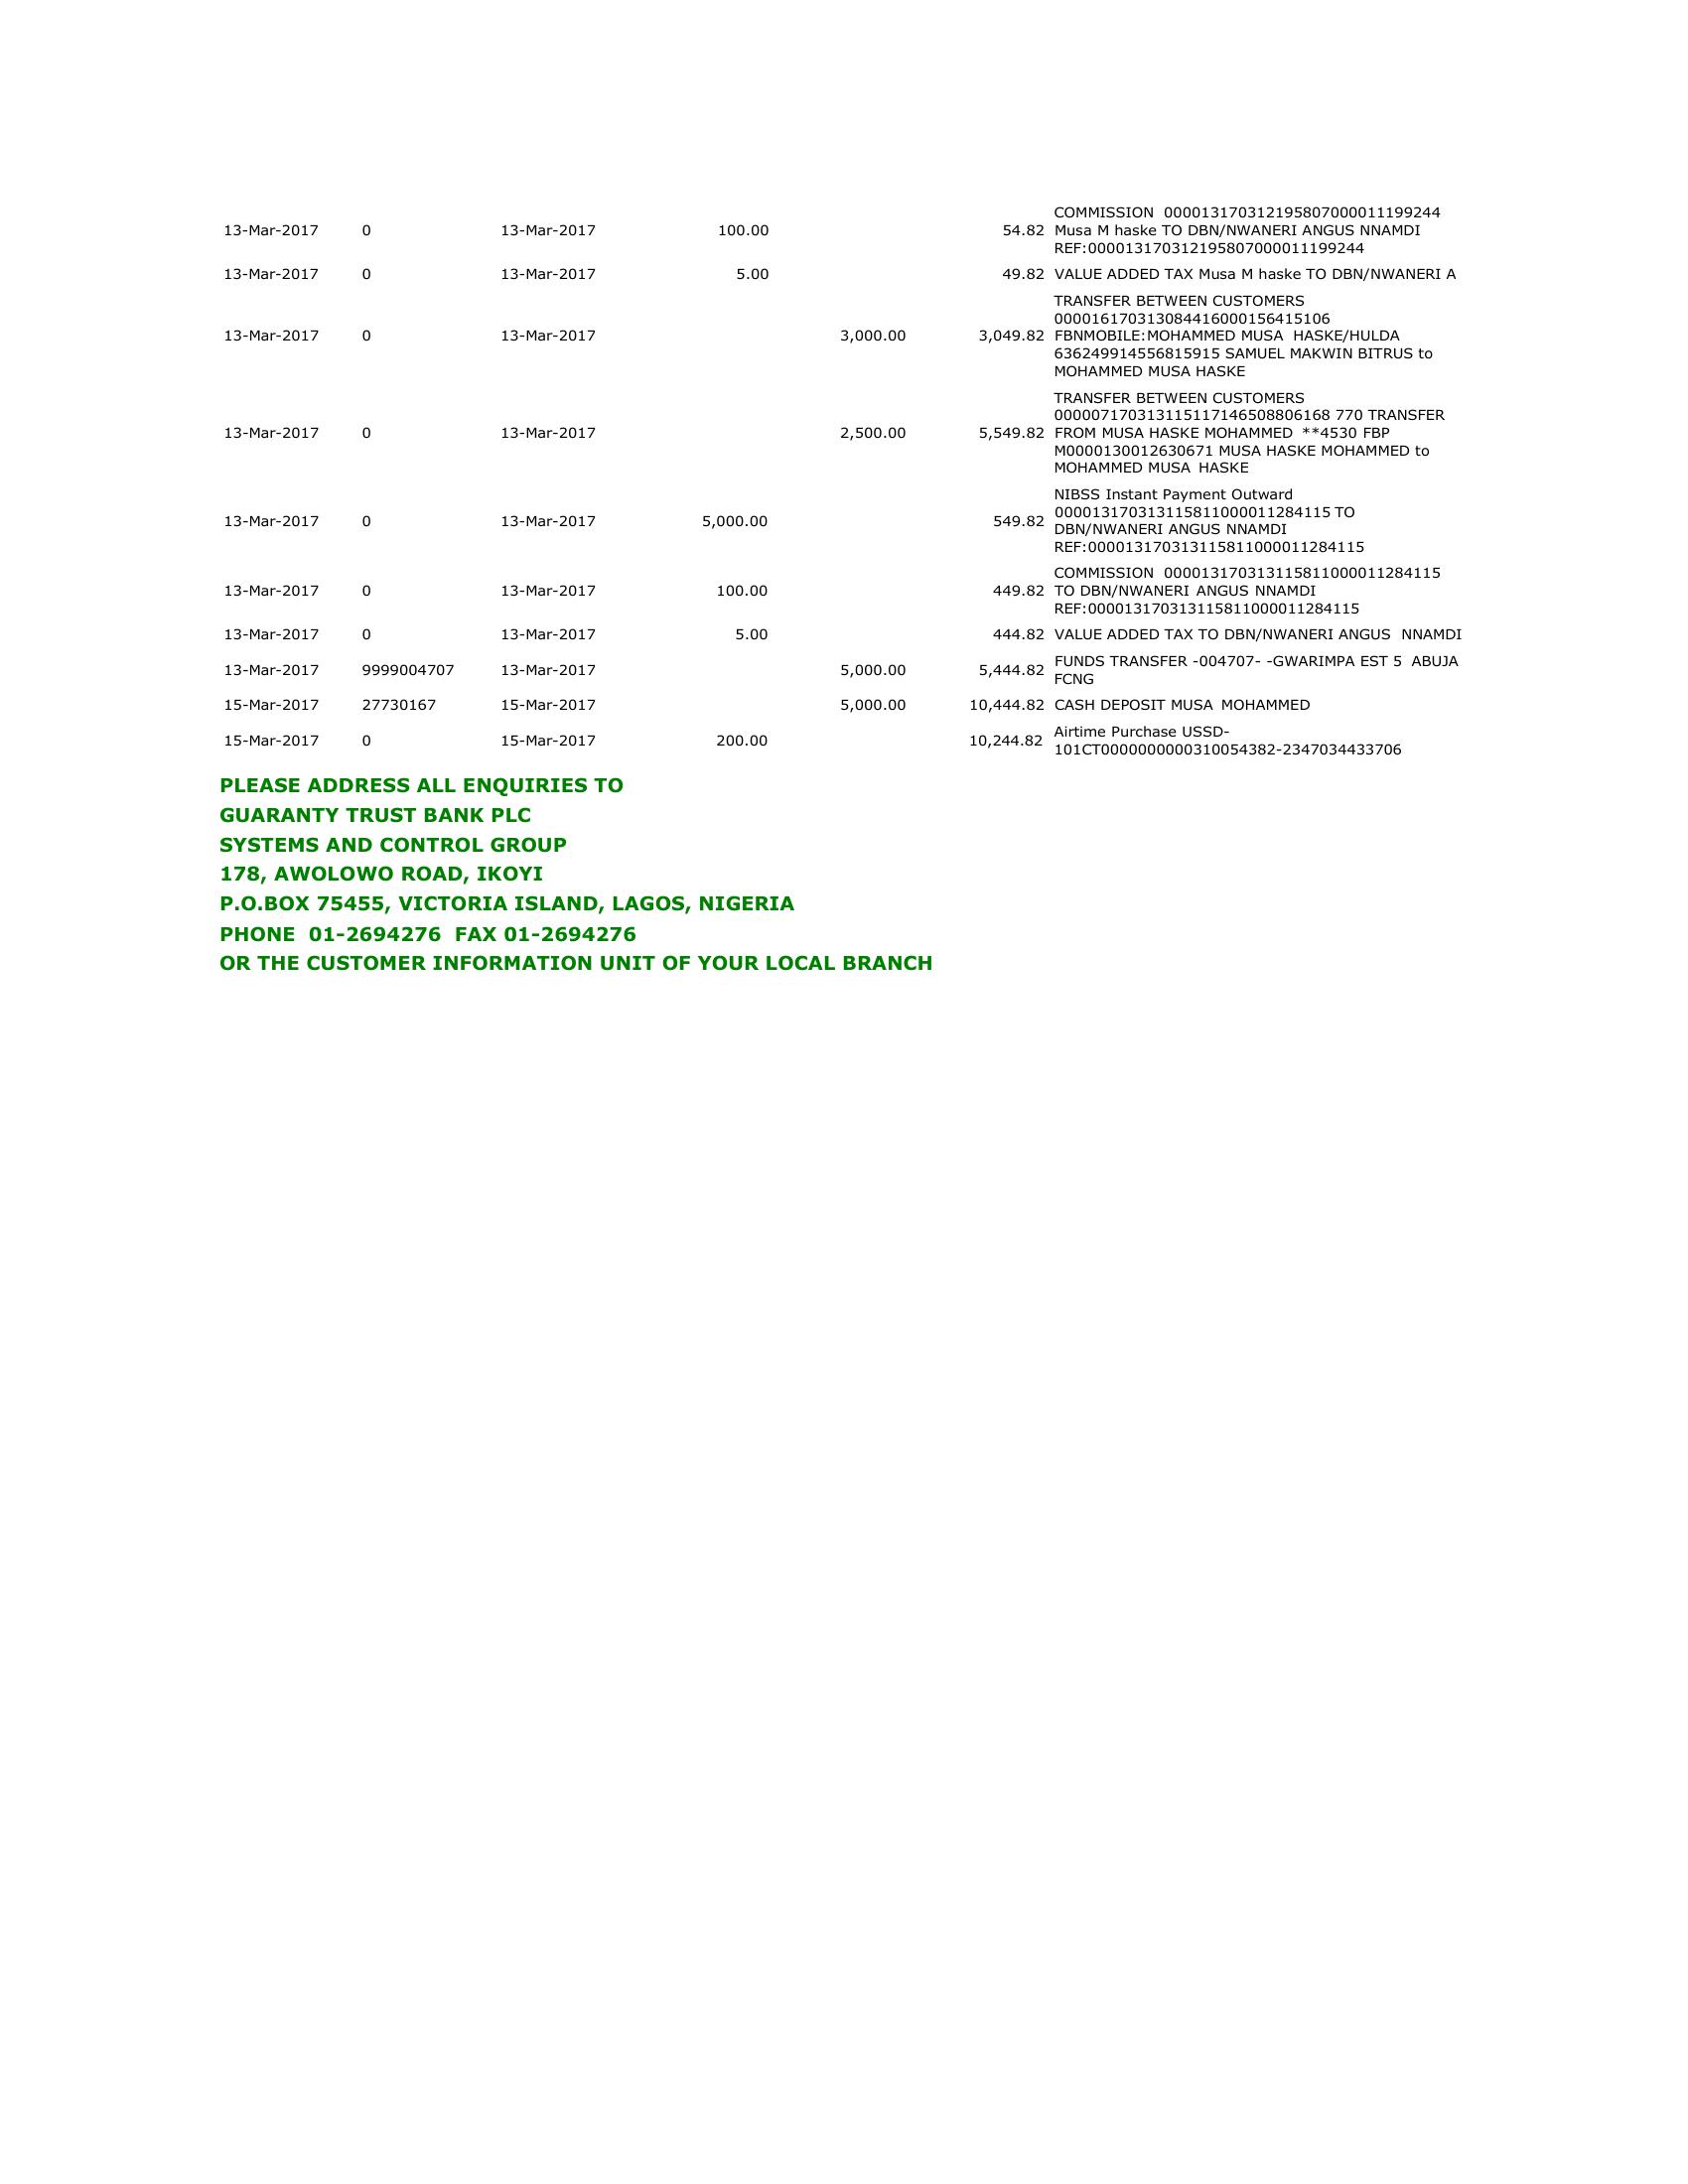 COMMISSION  000013170312195807000011199244
13-Mar-2017 0 13-Mar-2017 100.00 54.82 Musa M haske TO DBN/NWANERI ANGUS NNAMDI
REF:000013170312195807000011199244
13-Mar-2017 0 13-Mar-2017 5.00 49.82 VALUE ADDED TAX Musa M haske TO DBN/NWANERI A
TRANSFER BETWEEN CUSTOMERS
000016170313084416000156415106
13-Mar-2017 0 13-Mar-2017 3,000.00 3,049.82 FBNMOBILE:MOHAMMED MUSA  HASKE/HULDA
636249914556815915 SAMUEL MAKWIN BITRUS to
MOHAMMED MUSA HASKE
TRANSFER BETWEEN CUSTOMERS
000007170313115117146508806168 770 TRANSFER
13-Mar-2017 0 13-Mar-2017 2,500.00 5,549.82 FROM MUSA HASKE MOHAMMED  **4530 FBP
M0000130012630671 MUSA HASKE MOHAMMED to
MOHAMMED MUSA  HASKE
NIBSS Instant Payment Outward
13-Mar-2017 0 13-Mar-2017 5,000.00 549.82 000013170313115811000011284115 TO
DBN/NWANERI ANGUS NNAMDI
REF:000013170313115811000011284115
COMMISSION  000013170313115811000011284115
13-Mar-2017 0 13-Mar-2017 100.00 449.82 TO DBN/NWANERI ANGUS NNAMDI
REF:000013170313115811000011284115
13-Mar-2017 0 13-Mar-2017 5.00 444.82 VALUE ADDED TAX TO DBN/NWANERI ANGUS  NNAMDI
13-Mar-2017 9999004707 13-Mar-2017 5,000.00 5,444.82 FUNDS TRANSFER -004707- -GWARIMPA EST 5  ABUJA
FCNG
15-Mar-2017 27730167 15-Mar-2017 5,000.00 10,444.82 CASH DEPOSIT MUSA  MOHAMMED
15-Mar-2017 0 15-Mar-2017 200.00 10,244.82 Airtime Purchase USSD-
101CT0000000000310054382-2347034433706
PLEASE ADDRESS ALL ENQUIRIES TO
GUARANTY TRUST BANK PLC
SYSTEMS AND CONTROL GROUP
178, AWOLOWO ROAD, IKOYI
P.O.BOX 75455, VICTORIA ISLAND, LAGOS, NIGERIA
PHONE  01-2694276  FAX 01-2694276
OR THE CUSTOMER INFORMATION UNIT OF YOUR LOCAL BRANCH